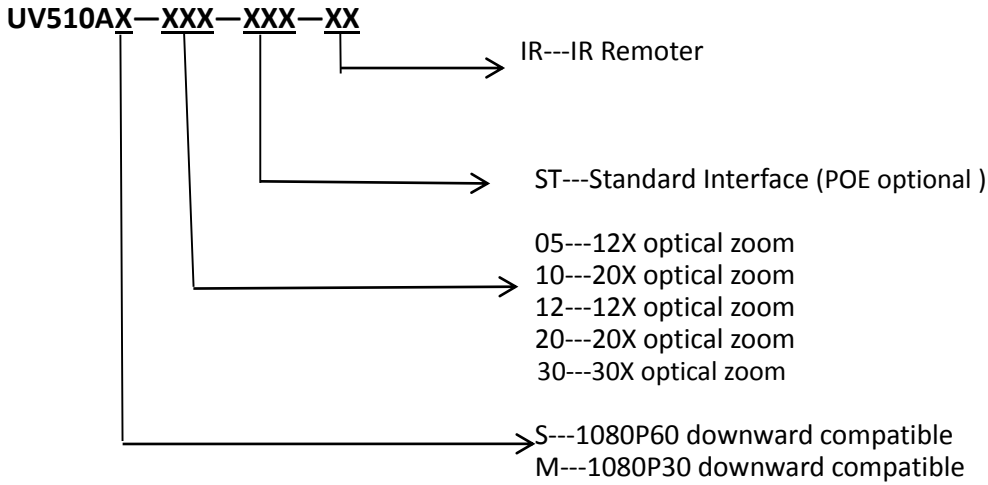 UV510AX—XXX—XXX—XX
IR---IR Remoter
ST---Standard Interface (POE optional )
05---12X optical zoom
10---20X optical zoom
12---12X optical zoom
20---20X optical zoom
30---30X optical zoom
S---1080P60 downward compatible
M---1080P30 downward compatible